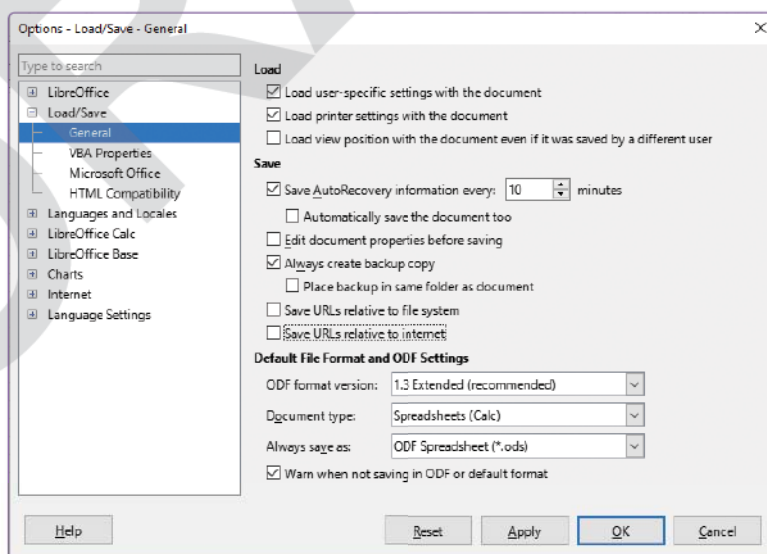 Options - Load/Save - General
Type to search
LibreOffice
Load/Save
General
VBA Properties
Microsoft Office
HTML Compatibility
Languages and Locales
LibreOffice Calc
LibreOffice Base
Charts
Internet
Language Settings
Load
Load user-specific settings with the document
Load printer settings with the document
Load view position with the document even if it was saved by a different user
Save
Save AutoRecovery information every: 10 minutes
Automatically save the document too
Edit document properties before saving
Always create backup copy
Place backup in same folder as document
Save URLs relative to file system
Save URLs relative to internet
Default File Format and ODF Settings
ODF format version: 1.3 Extended (recommended)
Document type: Spreadsheets (Calc)
Always save as: ODF Spreadsheet (*.ods)
Warn when not saving in ODF or default format
Help Reset Apply OK Cancel